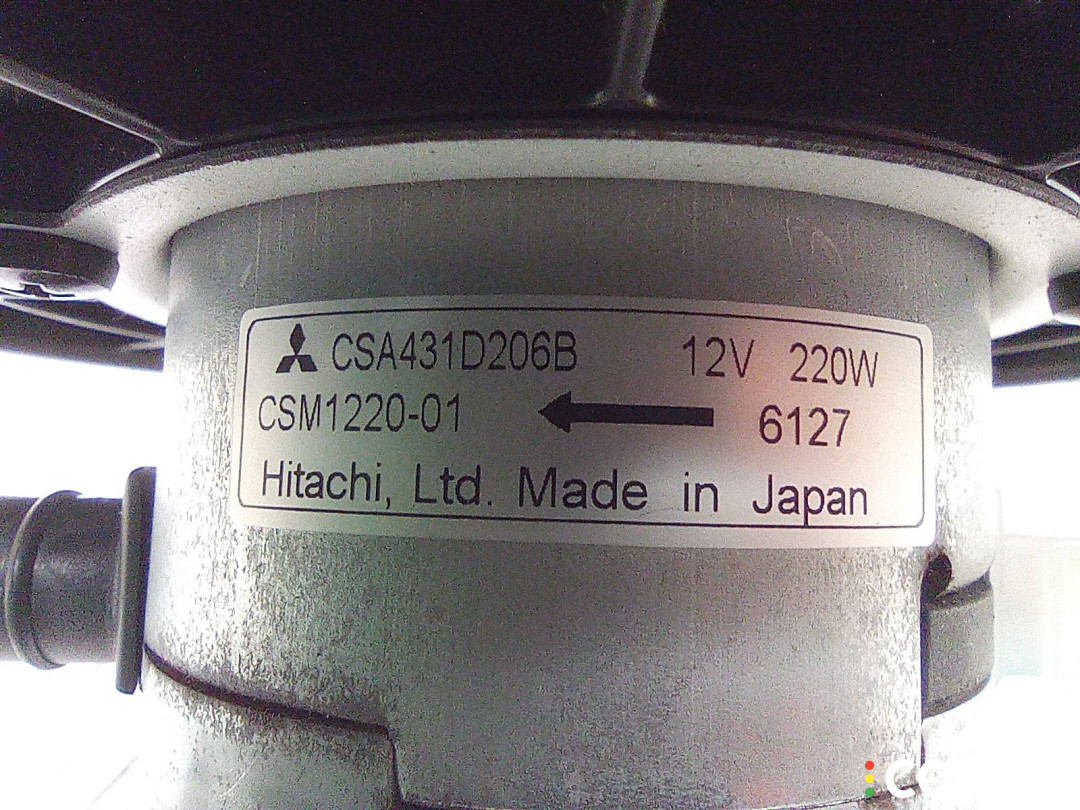 CSA431D206B 12V 220W
CSM1220-01 6127
Hitachi, Ltd. Made in Japan